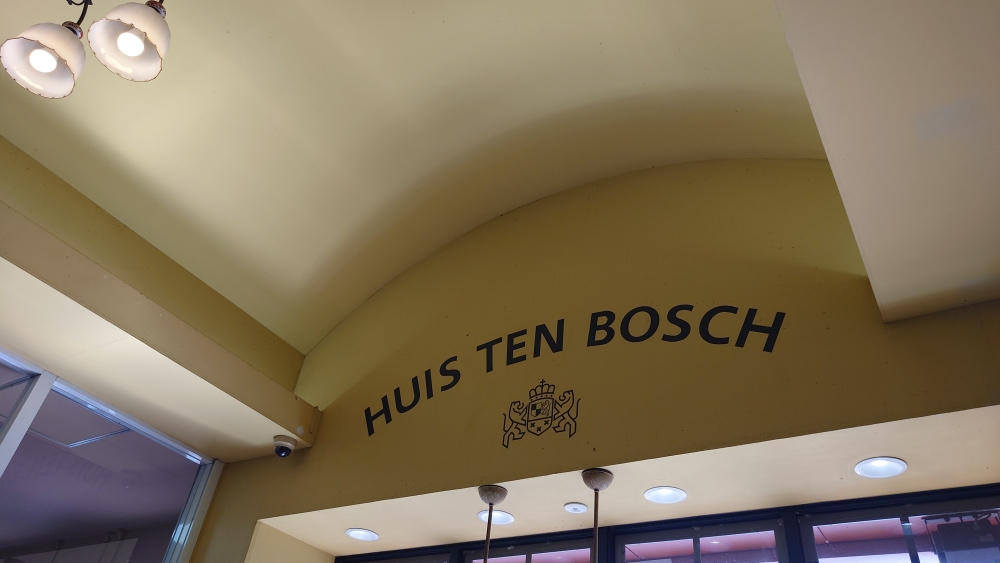 HUIS TEN BOSCH